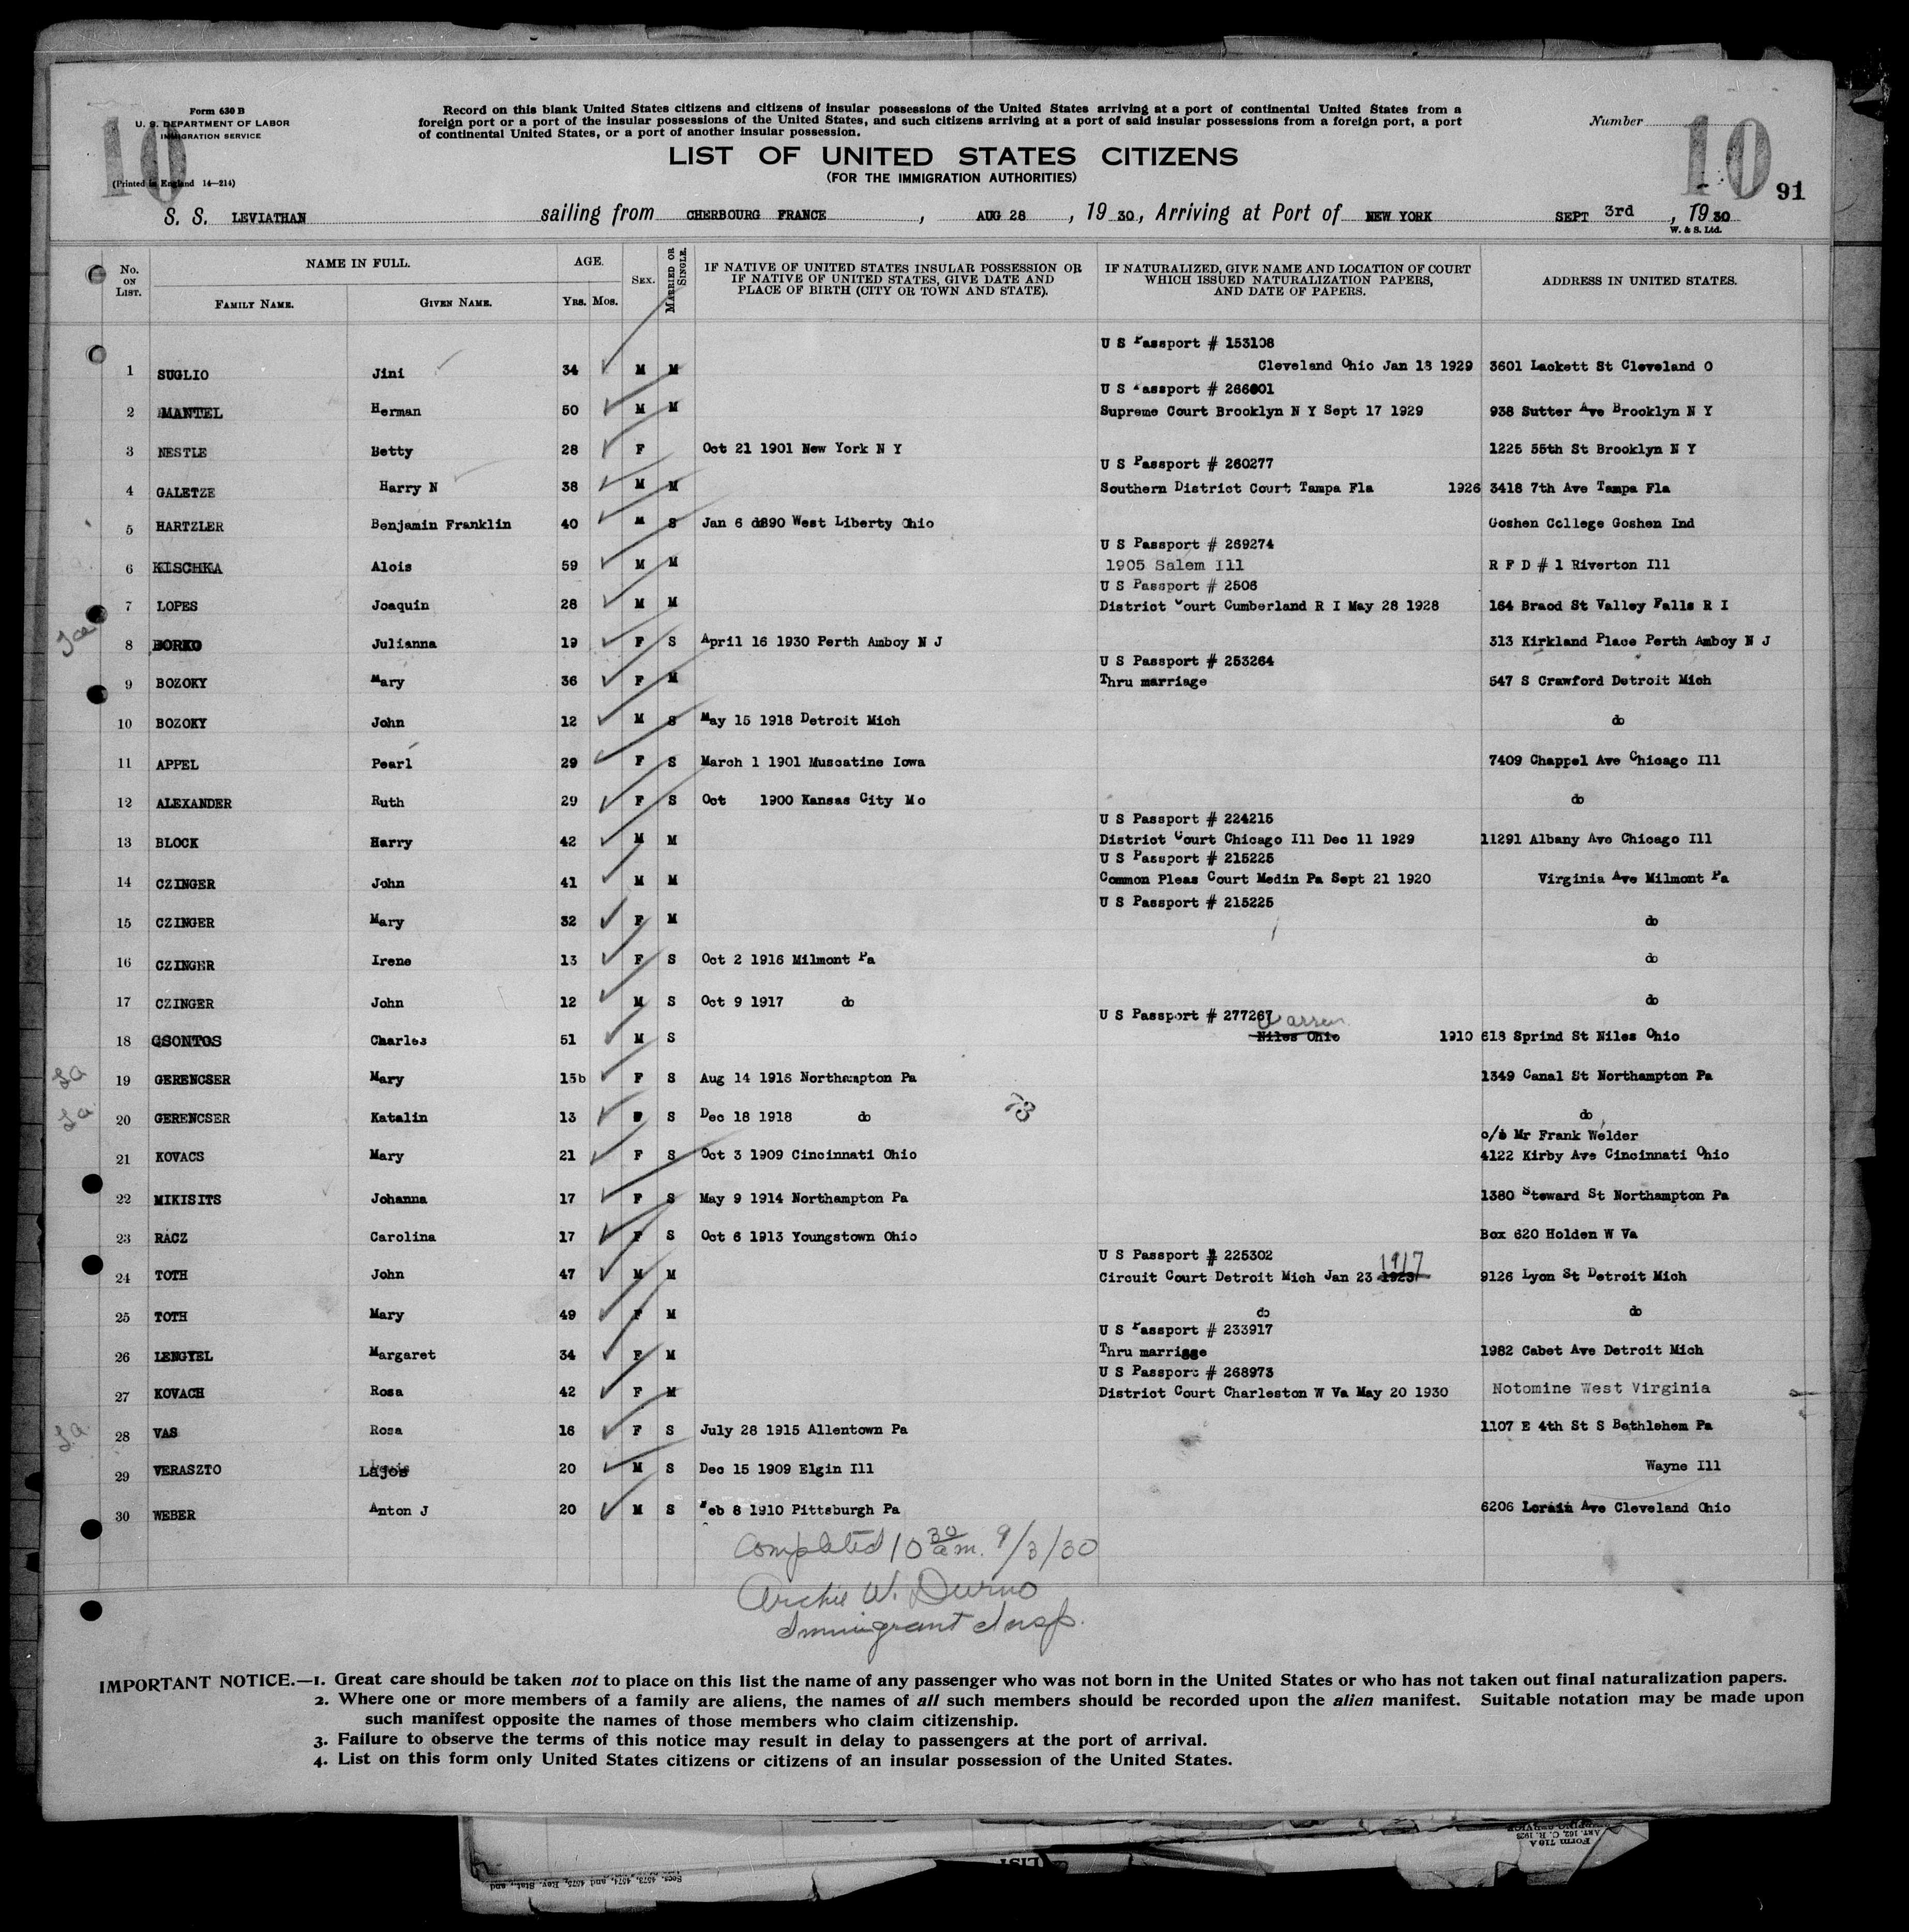 Form 630 B
U. S. DEPARTMENT OF LABOR
IMMIGRATION SERVICE
(Printed in England 14—214)
10
Record on this blank United States citizens and citizens of insular possessions of the United States arriving at a port of continental United States from a
foreign port or a port of the insular possessions of the United States, and such citizens arriving at a port of said insular possessions from a foreign port, a port
of continental United States, or a port of another insular possession.
Number
10
91
LIST OF UNITED STATES CITIZENS
(FOR THE IMMIGRATION AUTHORITIES)
S. S. LEVIATHAN sailing from CHERBOURG FRANCE, AUG 28, 19 30, Arriving at Port of NEW YORK SEPT 3rd, 19 30
W. & S. Ltd.
No. ON LIST.
NAME IN FULL.
FAMILY NAME.
GIVEN NAME.
AGE.
YRS. MOS.
SEX.
MARRIED OR SINGLE.
IF NATIVE OF UNITED STATES INSULAR POSSESSION OR
IF NATIVE OF UNITED STATES, GIVE DATE AND
PLACE OF BIRTH (CITY OR TOWN AND STATE).
IF NATURALIZED, GIVE NAME AND LOCATION OF COURT
WHICH ISSUED NATURALIZATION PAPERS,
AND DATE OF PAPERS.
ADDRESS IN UNITED STATES.
U S Passport # 153108
1 SUGLIO Jini 34 M M Cleveland Ohio Jan 18 1929 3601 Lackett St Cleveland O
U S Passport # 266001
2 MANTEL Herman 50 M M Supreme Court Brooklyn N Y Sept 17 1929 938 Sutter Ave Brooklyn N Y
3 NESTLE Betty 28 F Oct 21 1901 New York N Y 1225 55th St Brooklyn N Y
U S Passport # 260277
4 GALETZE Harry N 38 M M Southern District Court Tampa Fla 1926 3418 7th Ave Tampa Fla
5 HARTZLER Benjamin Franklin 40 M S Jan 6 1890 West Liberty Ohio Goshen College Goshen Ind
U S Passport # 269274
6 KISCHKA Alois 59 M M 1905 Salem Ill R F D # 1 Riverton Ill
U S Passport # 2506
7 LOPES Joaquin 28 M M District Court Cumberland R I May 28 1928 164 Braod St Valley Falls R I
8 BORKO Julianna 19 F S April 16 1930 Perth Amboy N J 313 Kirkland Place Perth Amboy N J
U S Passport # 253264
9 BOZOKY Mary 36 F M Thru marriage 547 S Crawford Detroit Mich
10 BOZOKY John 12 M S May 15 1918 Detroit Mich do
11 APPEL Pearl 29 F S March 1 1901 Muscatine Iowa 7409 Chappel Ave Chicago Ill
12 ALEXANDER Ruth 29 F S Oct 1900 Kansas City Mo do
U S Passport # 224215
13 BLOCK Harry 42 M M District Court Chicago Ill Dec 11 1929 11291 Albany Ave Chicago Ill
U S Passport # 215225
14 CZINGER John 41 M M Common Pleas Court Medin Pa Sept 21 1920 Virginia Ave Milmont Pa
U S Passport # 215225
15 CZINGER Mary 32 F M do
16 CZINGER Irene 13 F S Oct 2 1916 Milmont Pa do
17 CZINGER John 12 M S Oct 9 1917 do do
U S Passport # 277267
Warren
18 GSONTOS Charles 51 M S Niles Ohio 1910 618 Sprind St Niles Ohio
19 GERENCSER Mary 15b F S Aug 14 1915 Northampton Pa 1349 Canal St Northampton Pa
20 GERENCSER Katalin 13 S Dec 18 1918 do 73 do
c/o Mr Frank Welder
21 KOVACS Mary 21 F S Oct 3 1909 Cincinnati Ohio 4122 Kirby Ave Cincinnati Ohio
22 MIKISITS Johanna 17 F S May 9 1914 Northampton Pa 1380 Steward St Northampton Pa
23 RACZ Carolina 17 F S Oct 6 1913 Youngstown Ohio Box 620 Holden W Va
U S Passport # 225302
24 TOTH John 47 M M Circuit Court Detroit Mich Jan 23 1923 1917 9126 Lyon St Detroit Mich
25 TOTH Mary 49 F M do do
U S Passport # 233917
26 LENGYEL Margaret 34 F M Thru marriage 1982 Cabet Ave Detroit Mich
U S Passport # 268973
27 KOVACH Rosa 42 F M District Court Charleston W Va May 20 1930 Notomine West Virginia
28 VAS Rosa 16 F S July 28 1915 Allentown Pa 1107 E 4th St S Bethlehem Pa
29 VERASZTO Lajos 20 M S Dec 15 1909 Elgin Ill Wayne Ill
30 WEBER Anton J 20 M S Feb 8 1910 Pittsburgh Pa 6206 Lorain Ave Cleveland Ohio
Completed 10 30 a.m. 9/3/30
Archie W. Durno
Immigrant Insp.
IMPORTANT NOTICE.—1. Great care should be taken not to place on this list the name of any passenger who was not born in the United States or who has not taken out final naturalization papers.
2. Where one or more members of a family are aliens, the names of all such members should be recorded upon the alien manifest. Suitable notation may be made upon
such manifest opposite the names of those members who claim citizenship.
3. Failure to observe the terms of this notice may result in delay to passengers at the port of arrival.
4. List on this form only United States citizens or citizens of an insular possession of the United States.
Form 710 A
ART. 162, C. R. 1923
Secs. 4573, 4574, and 4575, Rev. Stat., and
LIST